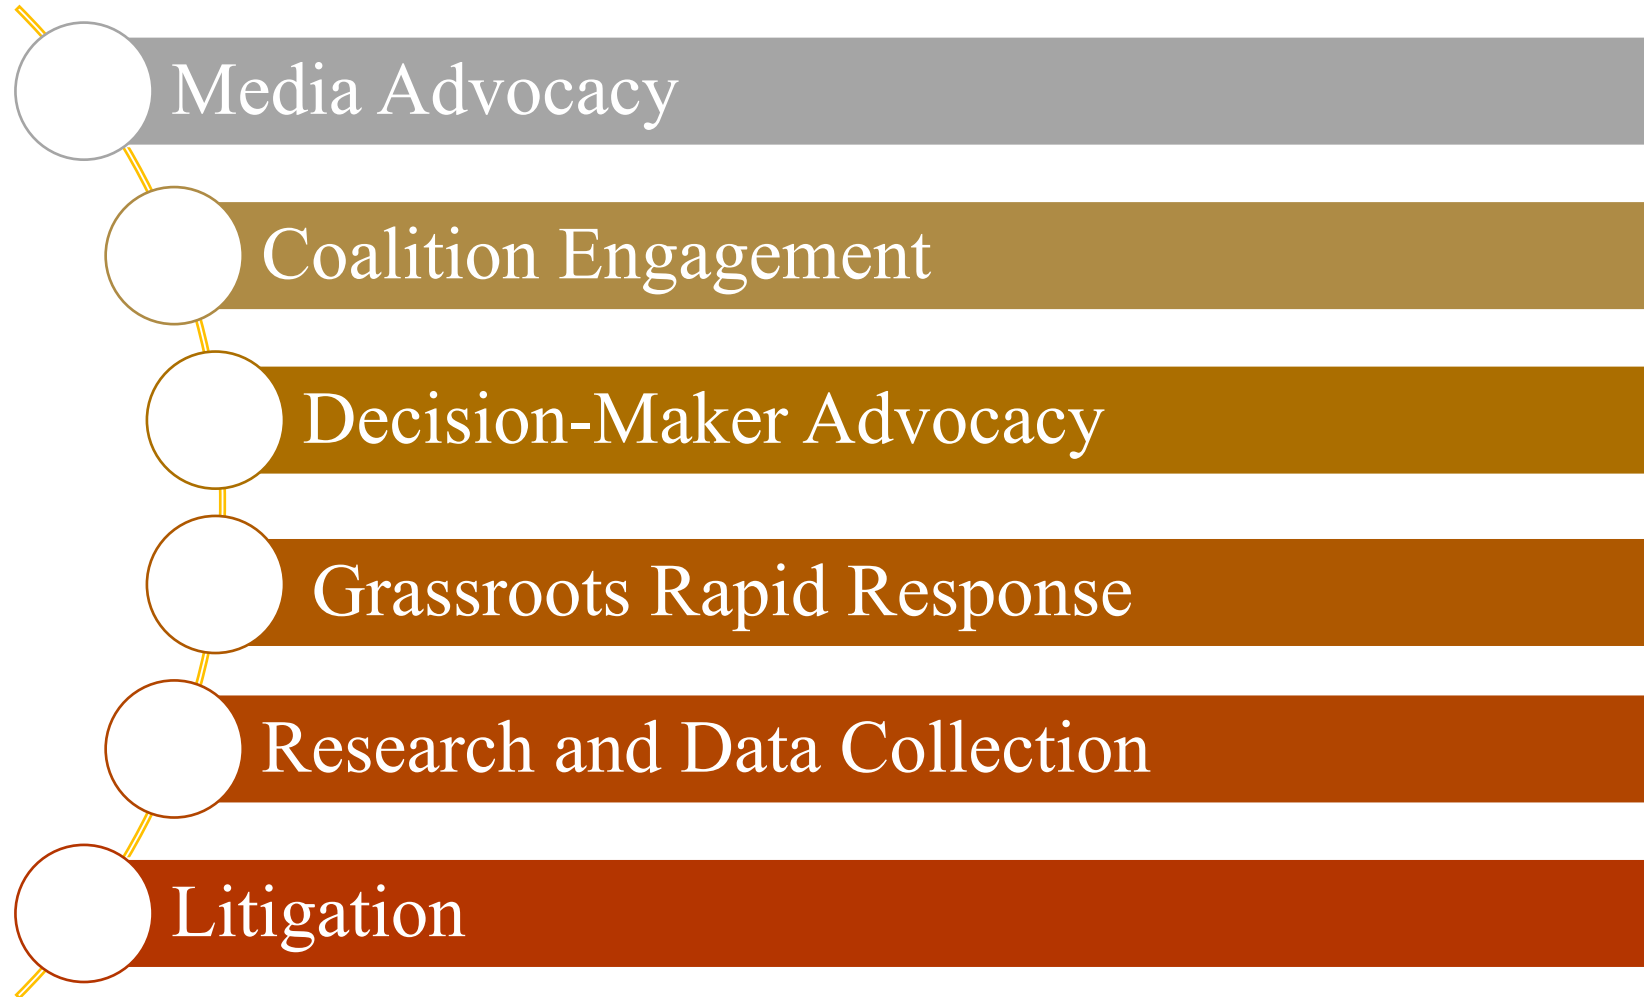 Media Advocacy
Coalition Engagement
Decision-Maker Advocacy
Grassroots Rapid Response
Research and Data Collection
Litigation